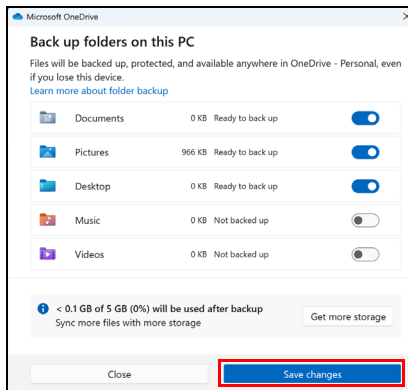 Microsoft OneDrive
Back up folders on this PC
Files will be backed up, protected, and available anywhere in OneDrive - Personal, even
if you lose this device.
Learn more about folder backup
Documents 0 KB Ready to back up
Pictures 966 KB Ready to back up
Desktop 0 KB Ready to back up
Music 0 KB Not backed up
Videos 0 KB Not backed up
< 0.1 GB of 5 GB (0%) will be used after backup
Sync more files with more storage
Get more storage
Close
Save changes